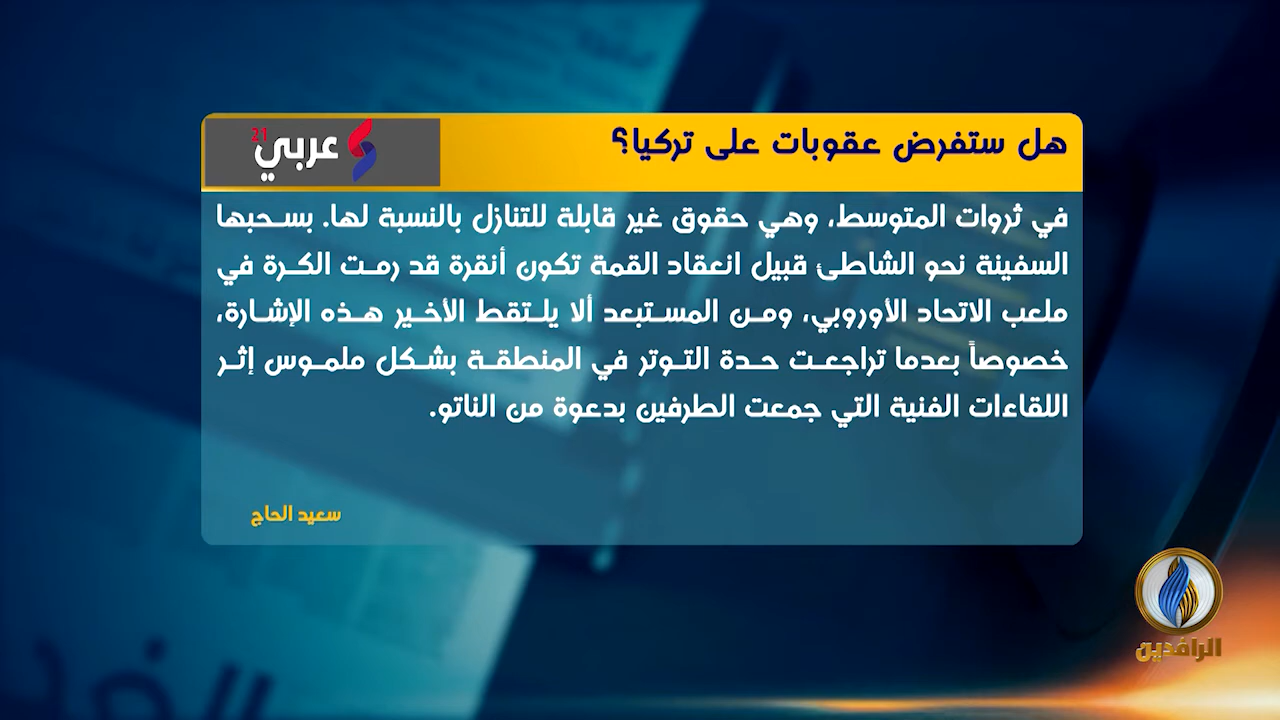 هل ستفرض عقوبات على تركيا؟
عربي 21
في ثروات المتوسط، وهي حقوق غير قابلة للتنازل بالنسبة لها. بسحبها
السفينة نحو الشاطئ قبيل انعقاد القمة تكون أنقرة قد رمت الكرة في
ملعب الاتحاد الأوروبي، ومن المستبعد ألا يلتقط الأخير هذه الإشارة،
خصوصاً بعدما تراجعت حدة التوتر في المنطقة بشكل ملموس إثر
اللقاءات الفنية التي جمعت الطرفين بدعوة من الناتو.
سعيد الحاج
الرافدين